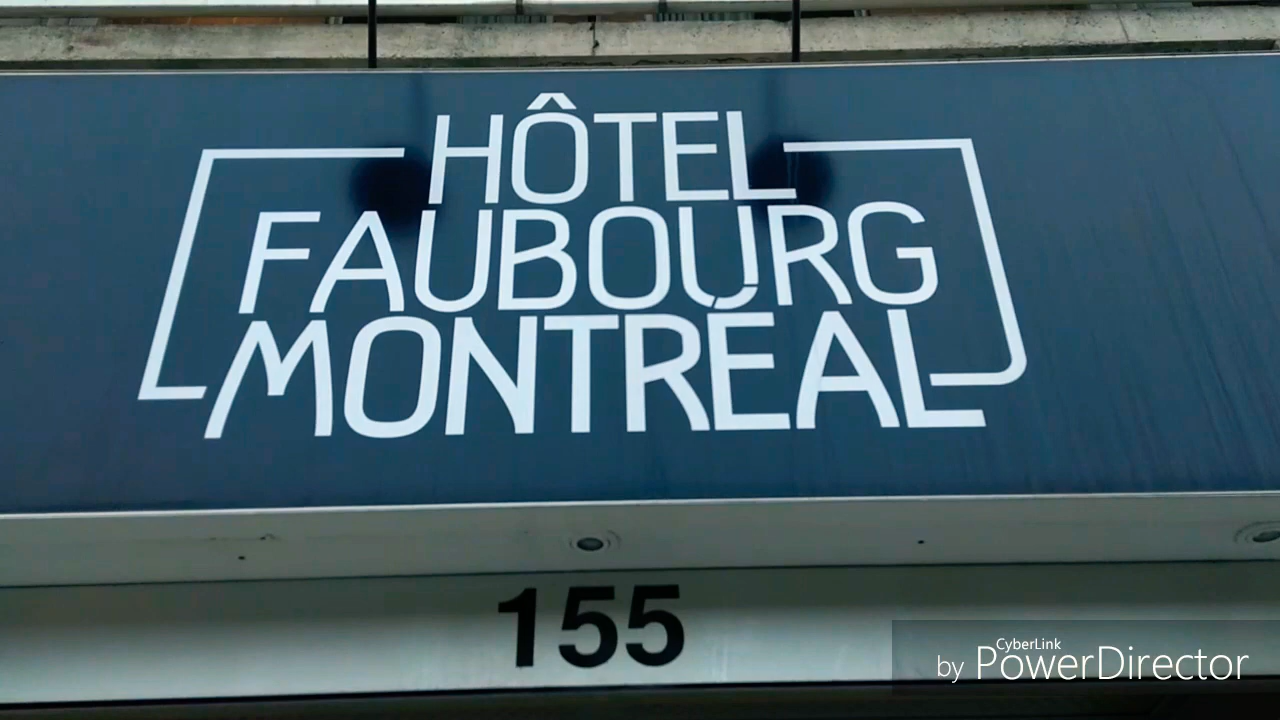 HÔTEL
FAUBOURG
MONTRÉAL
155
CyberLink
by PowerDirector